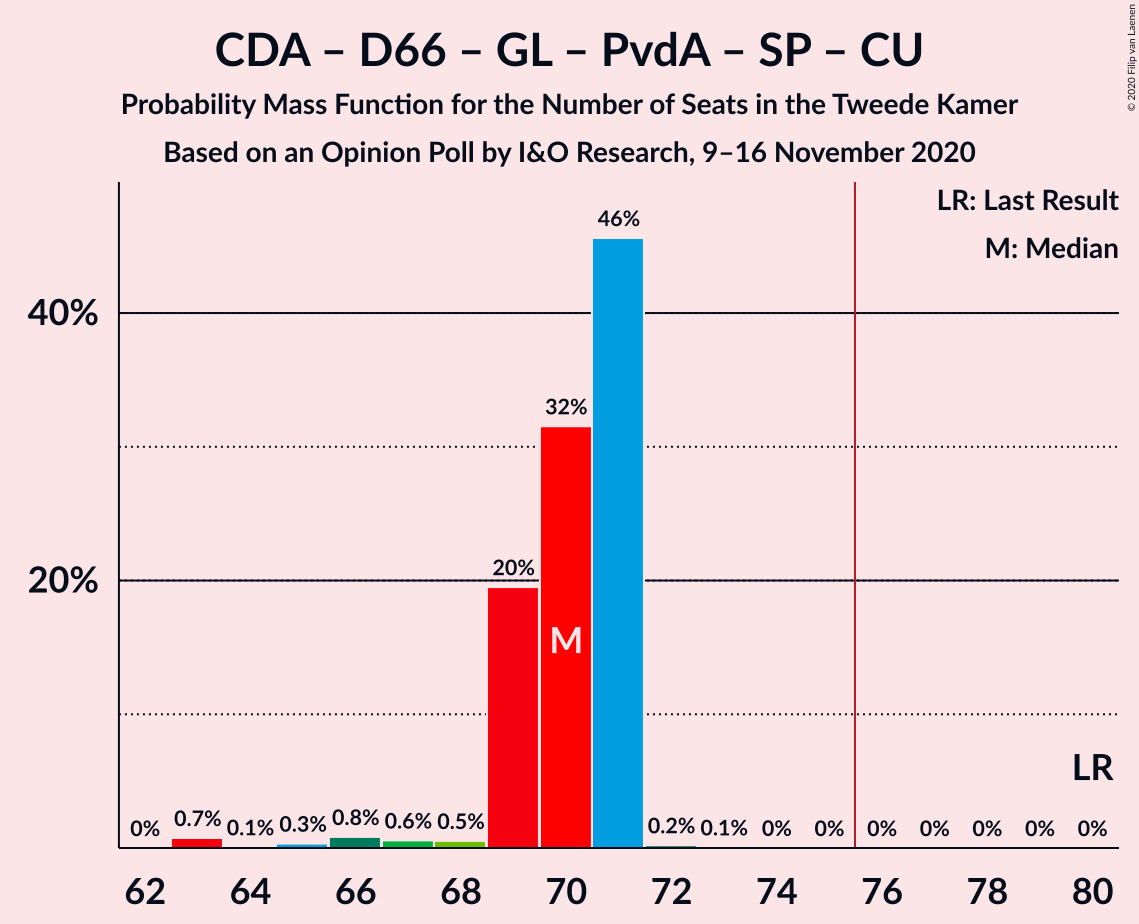 CDA – D66 – GL – PvdA – SP – CU
Probability Mass Function for the Number of Seats in the Tweede Kamer
Based on an Opinion Poll by I&O Research, 9–16 November 2020
© 2020 Filip van Laenen
LR: Last Result
M: Median
46%
40%
32%
20%
20%
M
LR
0% 0.7% 0.1% 0.3% 0.8% 0.6% 0.5% 0.2% 0.1% 0% 0% 0% 0% 0% 0% 0%
62 64 66 68 70 72 74 76 78 80